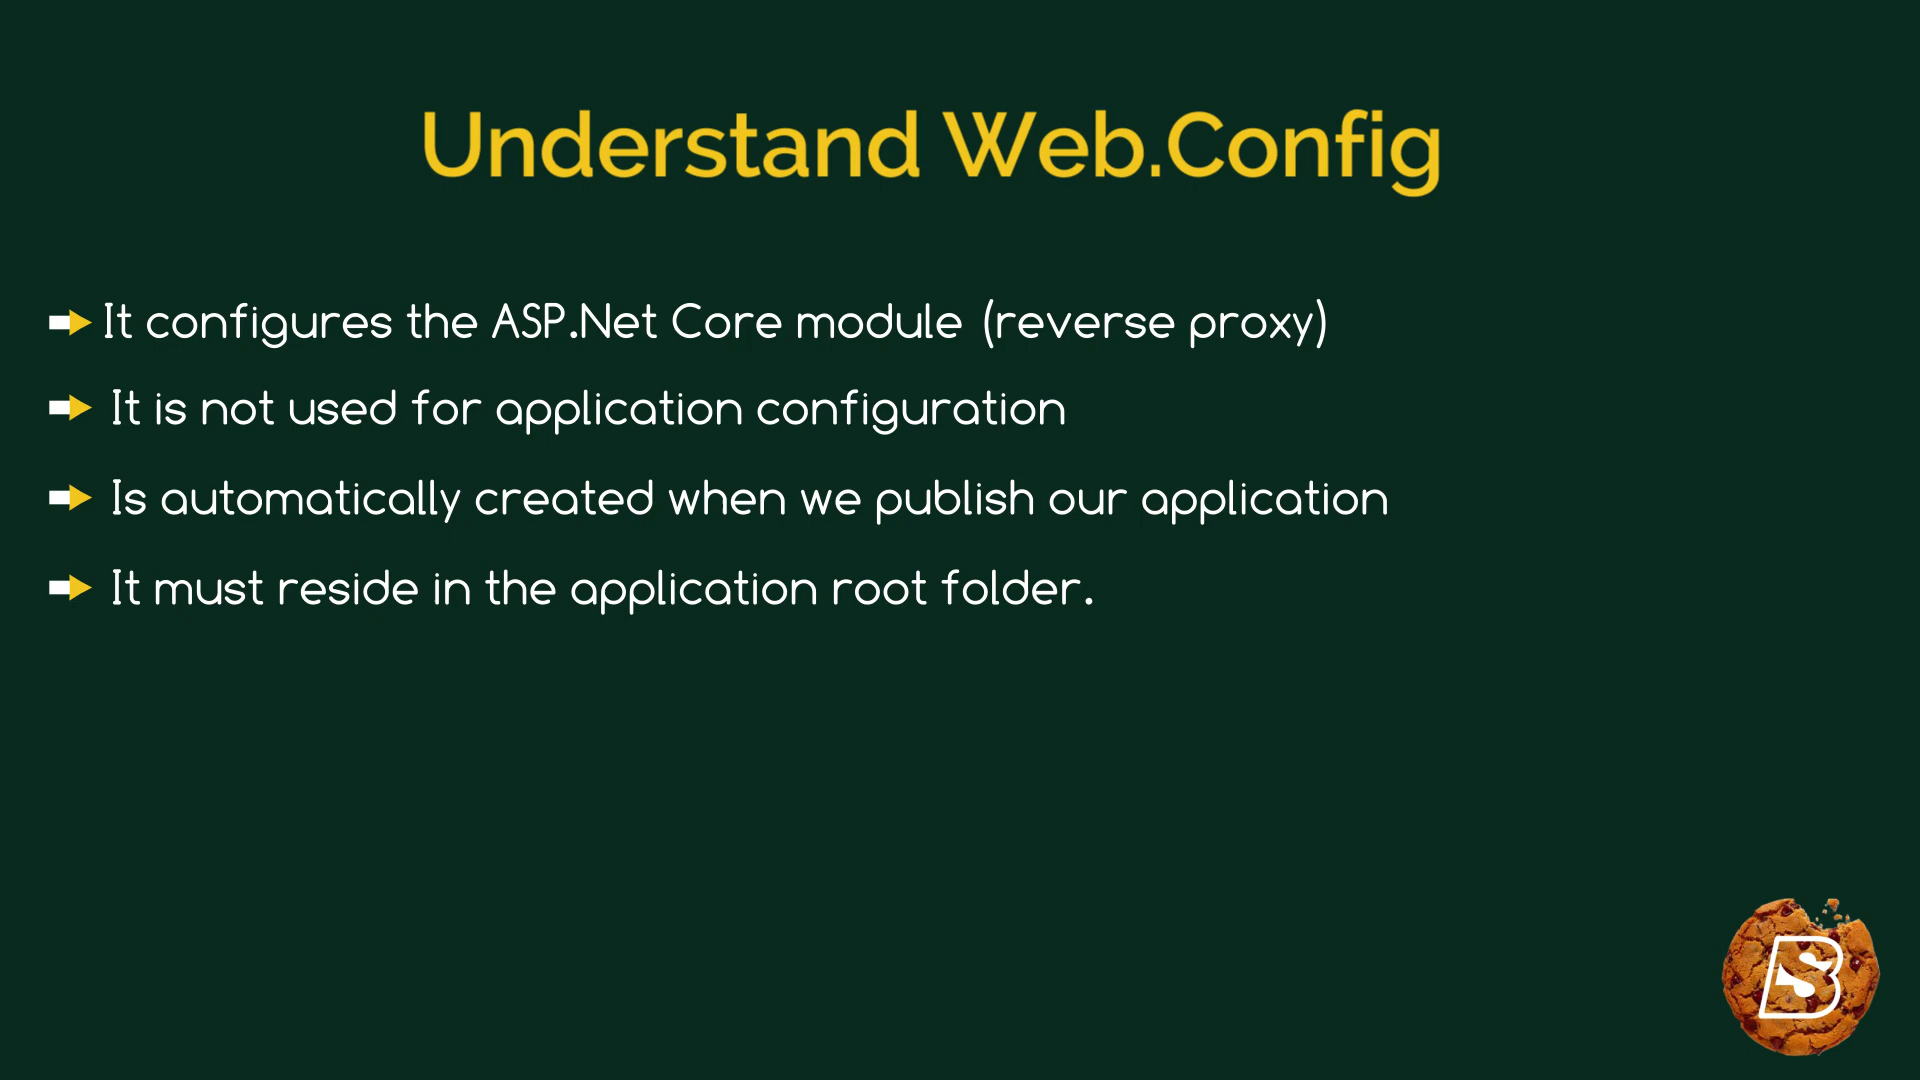 Understand Web.Config
It configures the ASP.Net Core module (reverse proxy)
It is not used for application configuration
Is automatically created when we publish our application
It must reside in the application root folder.
BS